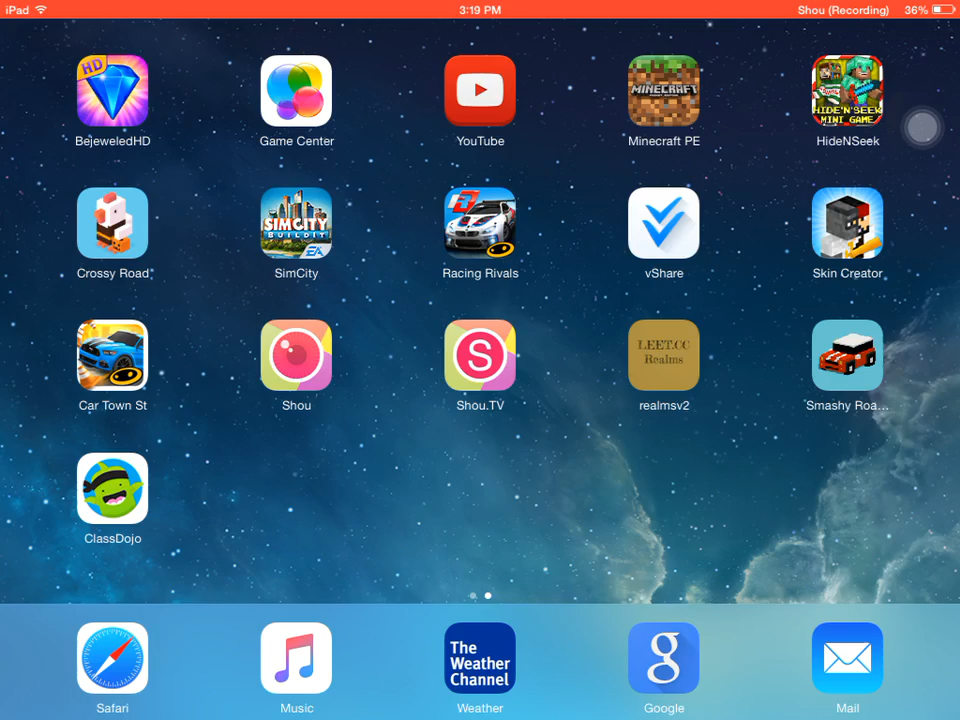 iPad 3:19 PM Shou (Recording) 36%
HD
MINECRAFT
HIDE'N'SEEK
MINI GAME
BejeweledHD Game Center YouTube Minecraft PE HideNSeek
SIMCITY
BUILDIT
EA
Crossy Road SimCity Racing Rivals vShare Skin Creator
S
LEET.CC
Realms
Car Town St Shou Shou.TV realmsv2 Smashy Roa...
ClassDojo
The
Weather
Channel
g
Safari Music Weather Google Mail